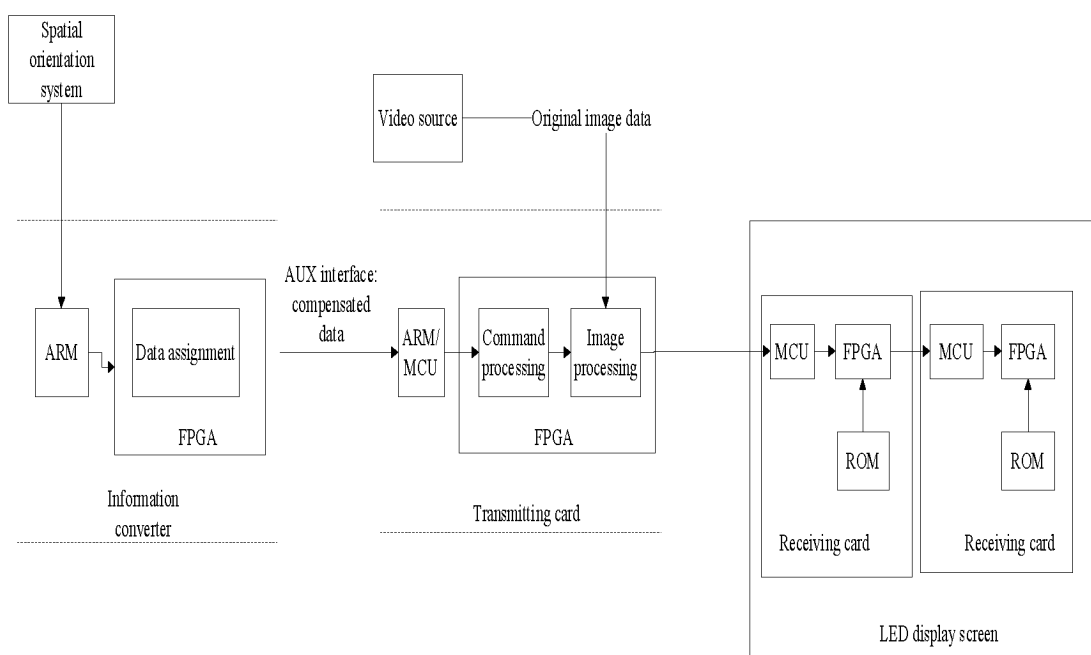 Spatial
orientation
system
Video source
Original image data
AUX interface:
compensated
data
ARM
Data assignment
FPGA
Information
converter
ARM/
MCU
Command
processing
Image
processing
FPGA
Transmitting card
MCU
FPGA
ROM
Receiving card
MCU
FPGA
ROM
Receiving card
LED display screen